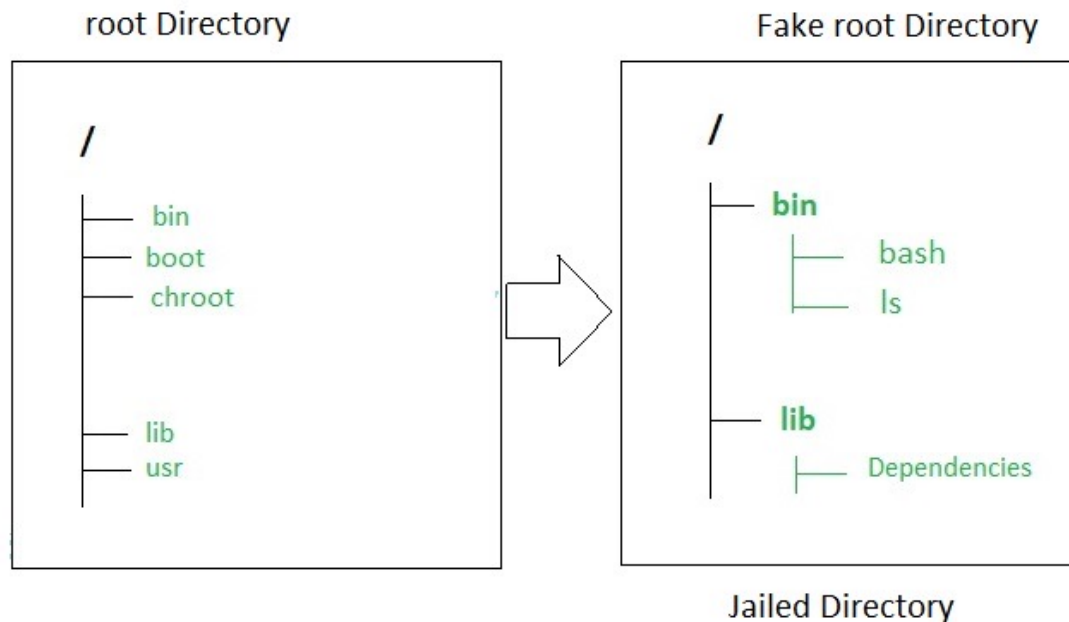 root Directory
/
bin
boot
chroot
lib
usr
Fake root Directory
/
bin
bash
ls
lib
Dependencies
Jailed Directory